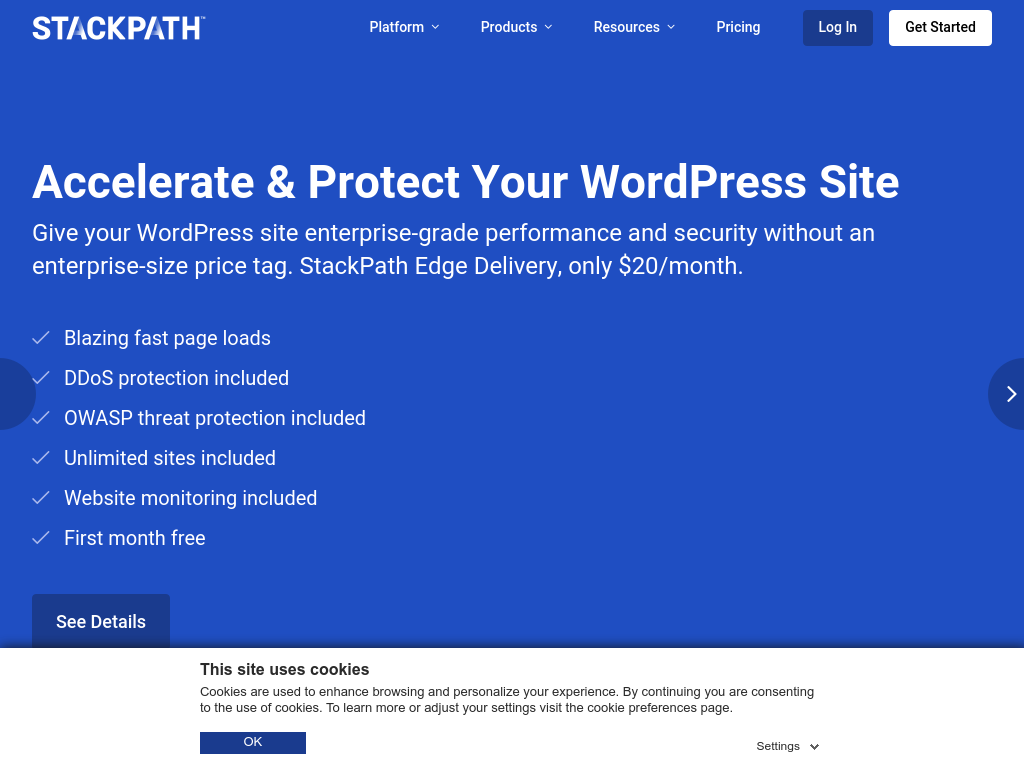 STACKPATH™
Platform
Products
Resources
Pricing
Log In
Get Started
Accelerate & Protect Your WordPress Site
Give your WordPress site enterprise-grade performance and security without an
enterprise-size price tag. StackPath Edge Delivery, only $20/month.
Blazing fast page loads
DDoS protection included
OWASP threat protection included
Unlimited sites included
Website monitoring included
First month free
See Details
This site uses cookies
Cookies are used to enhance browsing and personalize your experience. By continuing you are consenting
to the use of cookies. To learn more or adjust your settings visit the cookie preferences page.
OK
Settings